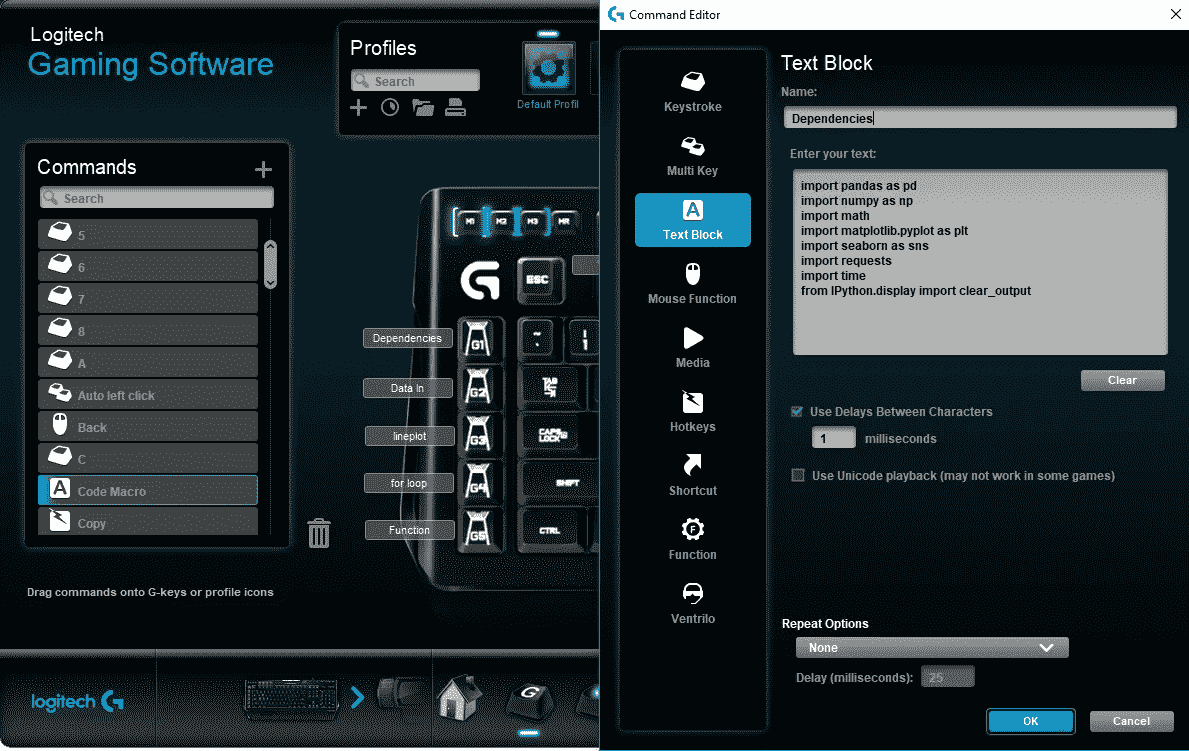 Logitech
Gaming Software
Profiles
Search
Default Profil
Commands
Search
5
6
7
8
A
Auto left click
Back
C
Code Macro
Copy
Drag commands onto G-keys or profile icons
M1 M2 M3 MR
G ESC
Dependencies G1
Data In G2 TAB
lineplot G3 CAPS LOCK
for loop G4 SHIFT
Function G5 CTRL
logitech G
G
Command Editor
Keystroke
Multi Key
A
Text Block
Mouse Function
Media
Hotkeys
Shortcut
F
Function
Ventrilo
Text Block
Name:
Dependencies
Enter your text:
import pandas as pd
import numpy as np
import math
import matplotlib.pyplot as plt
import seaborn as sns
import requests
import time
from IPython.display import clear_output
Clear
Use Delays Between Characters
1 milliseconds
Use Unicode playback (may not work in some games)
Repeat Options
None
Delay (milliseconds): 25
OK Cancel